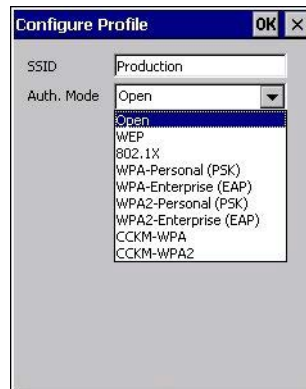 Configure Profile OK ×
SSID Production
Auth. Mode Open
Open
WEP
802.1X
WPA-Personal (PSK)
WPA-Enterprise (EAP)
WPA2-Personal (PSK)
WPA2-Enterprise (EAP)
CCKM-WPA
CCKM-WPA2